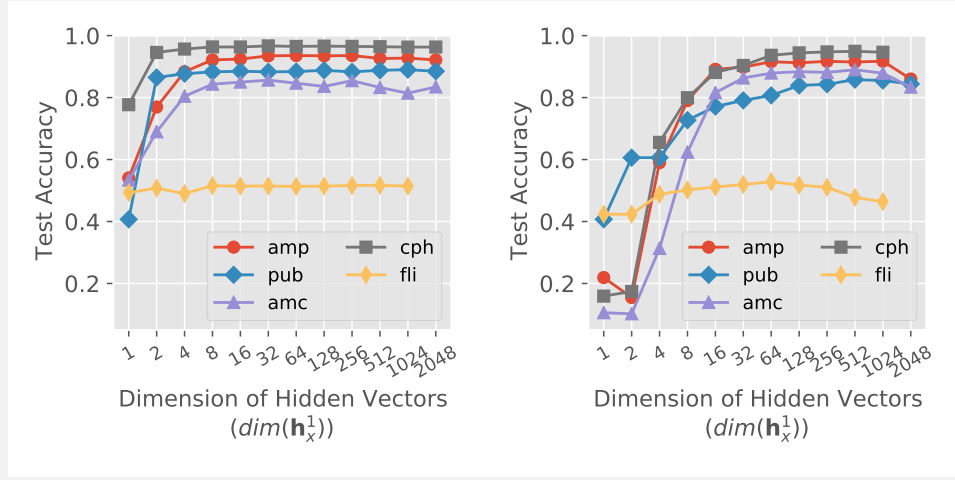 1.0
0.8
0.6
0.4
0.2
Test Accuracy
amp
pub
amc
cph
fli
1 2 4 8 16 32 64 128 256 512 1024 2048
Dimension of Hidden Vectors
(dim(h¹ₓ))
1.0
0.8
0.6
0.4
0.2
Test Accuracy
amp
pub
amc
cph
fli
1 2 4 8 16 32 64 128 256 512 1024 2048
Dimension of Hidden Vectors
(dim(h¹ₓ))